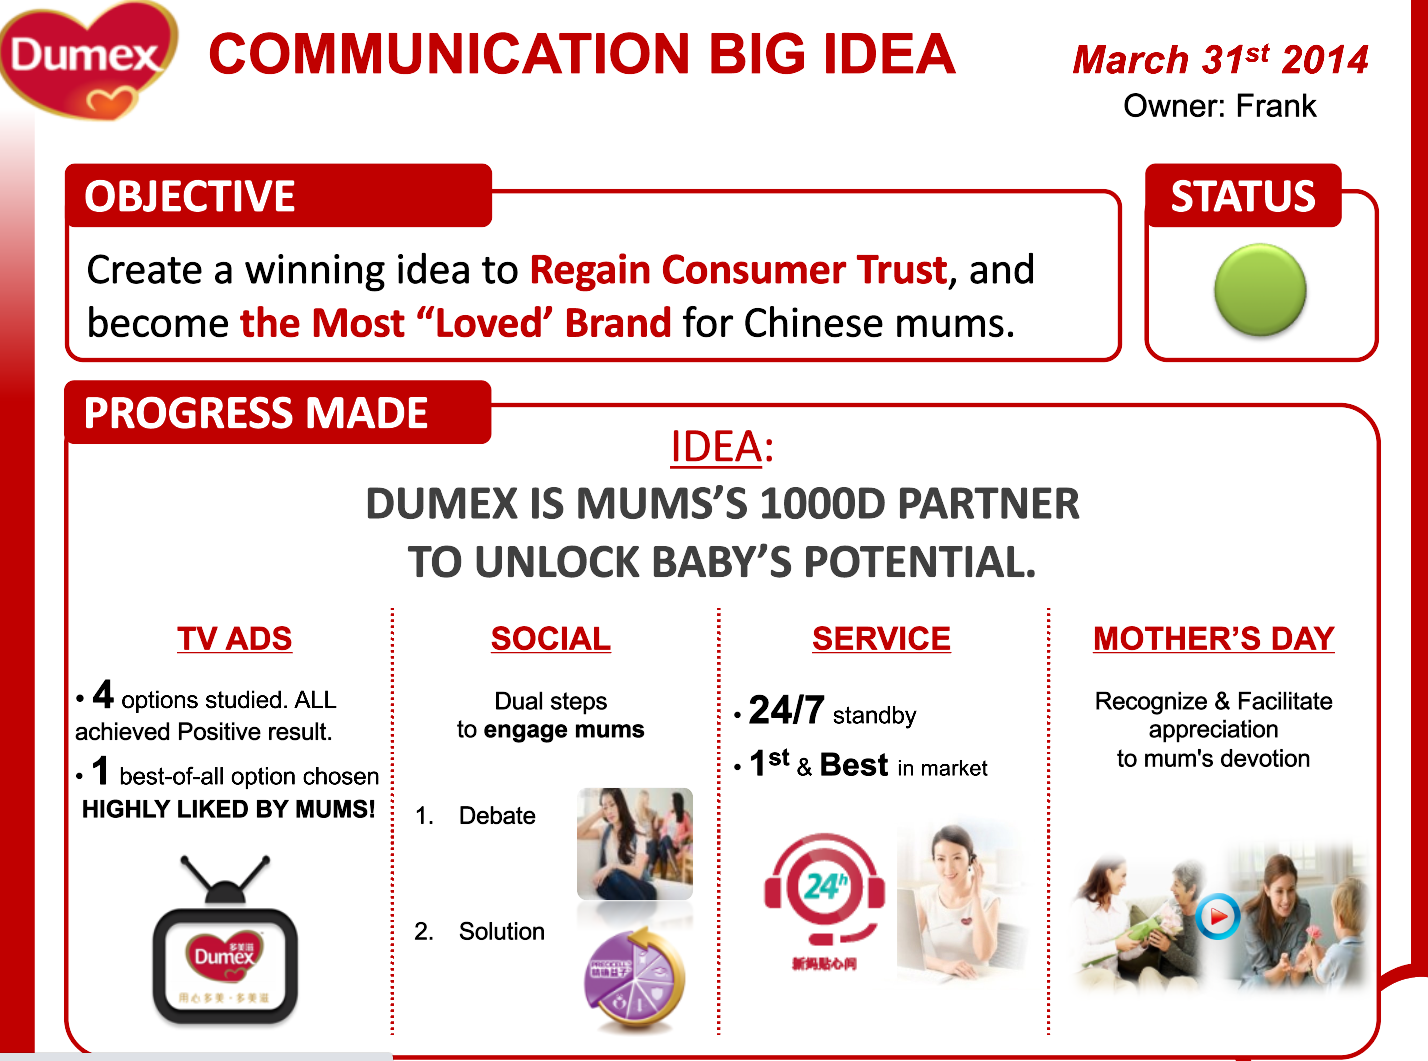 Dumex
COMMUNICATION BIG IDEA
March 31st 2014
Owner: Frank
OBJECTIVE
Create a winning idea to Regain Consumer Trust, and
become the Most “Loved’ Brand for Chinese mums.
STATUS
PROGRESS MADE
IDEA:
DUMEX IS MUMS’S 1000D PARTNER
TO UNLOCK BABY’S POTENTIAL.
TV ADS
• 4 options studied. ALL
achieved Positive result.
• 1 best-of-all option chosen
HIGHLY LIKED BY MUMS!
多美滋
Dumex
用心多美·多美滋
SOCIAL
Dual steps
to engage mums
1. Debate
2. Solution
SERVICE
• 24/7 standby
• 1st & Best in market
24h
新妈贴心间
MOTHER’S DAY
Recognize & Facilitate
appreciation
to mum's devotion